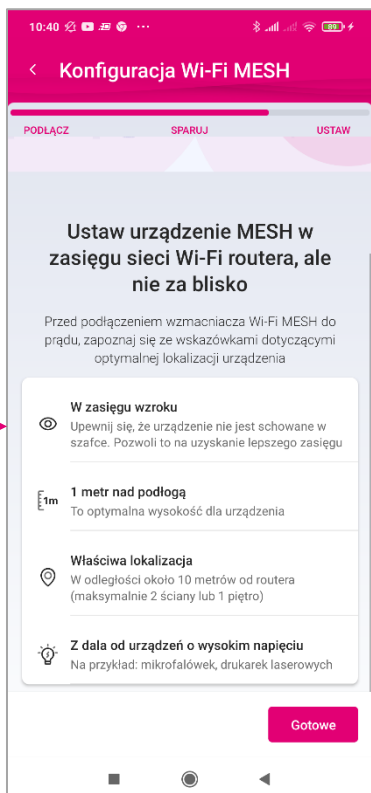 10:40
89
Konfiguracja Wi-Fi MESH
PODŁĄCZ SPARUJ USTAW
Ustaw urządzenie MESH w
zasięgu sieci Wi-Fi routera, ale
nie za blisko
Przed podłączeniem wzmacniacza Wi-Fi MESH do
prądu, zapoznaj się ze wskazówkami dotyczącymi
optymalnej lokalizacji urządzenia
W zasięgu wzroku
Upewnij się, że urządzenie nie jest schowane w
szafce. Pozwoli to na uzyskanie lepszego zasięgu
1m
1 metr nad podłogą
To optymalna wysokość dla urządzenia
Właściwa lokalizacja
W odległości około 10 metrów od routera
(maksymalnie 2 ściany lub 1 piętro)
Z dala od urządzeń o wysokim napięciu
Na przykład: mikrofalówek, drukarek laserowych
Gotowe